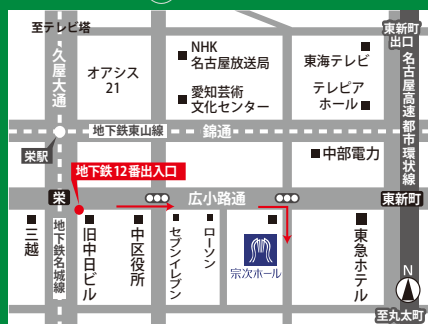 至テレビ塔
久屋大通
オアシス
21
NHK
名古屋放送局
愛知芸術
文化センター
東海テレビ
テレピア
ホール
東新町
出口
名古屋高速都市環状線
地下鉄東山線
錦通
栄駅
中部電力
地下鉄12番出入口
栄
広小路通
東新町
三越
地下鉄名城線
旧中日ビル
中区役所
セブンイレブン
ローソン
宗次ホール
東急ホテル
N
至丸太町